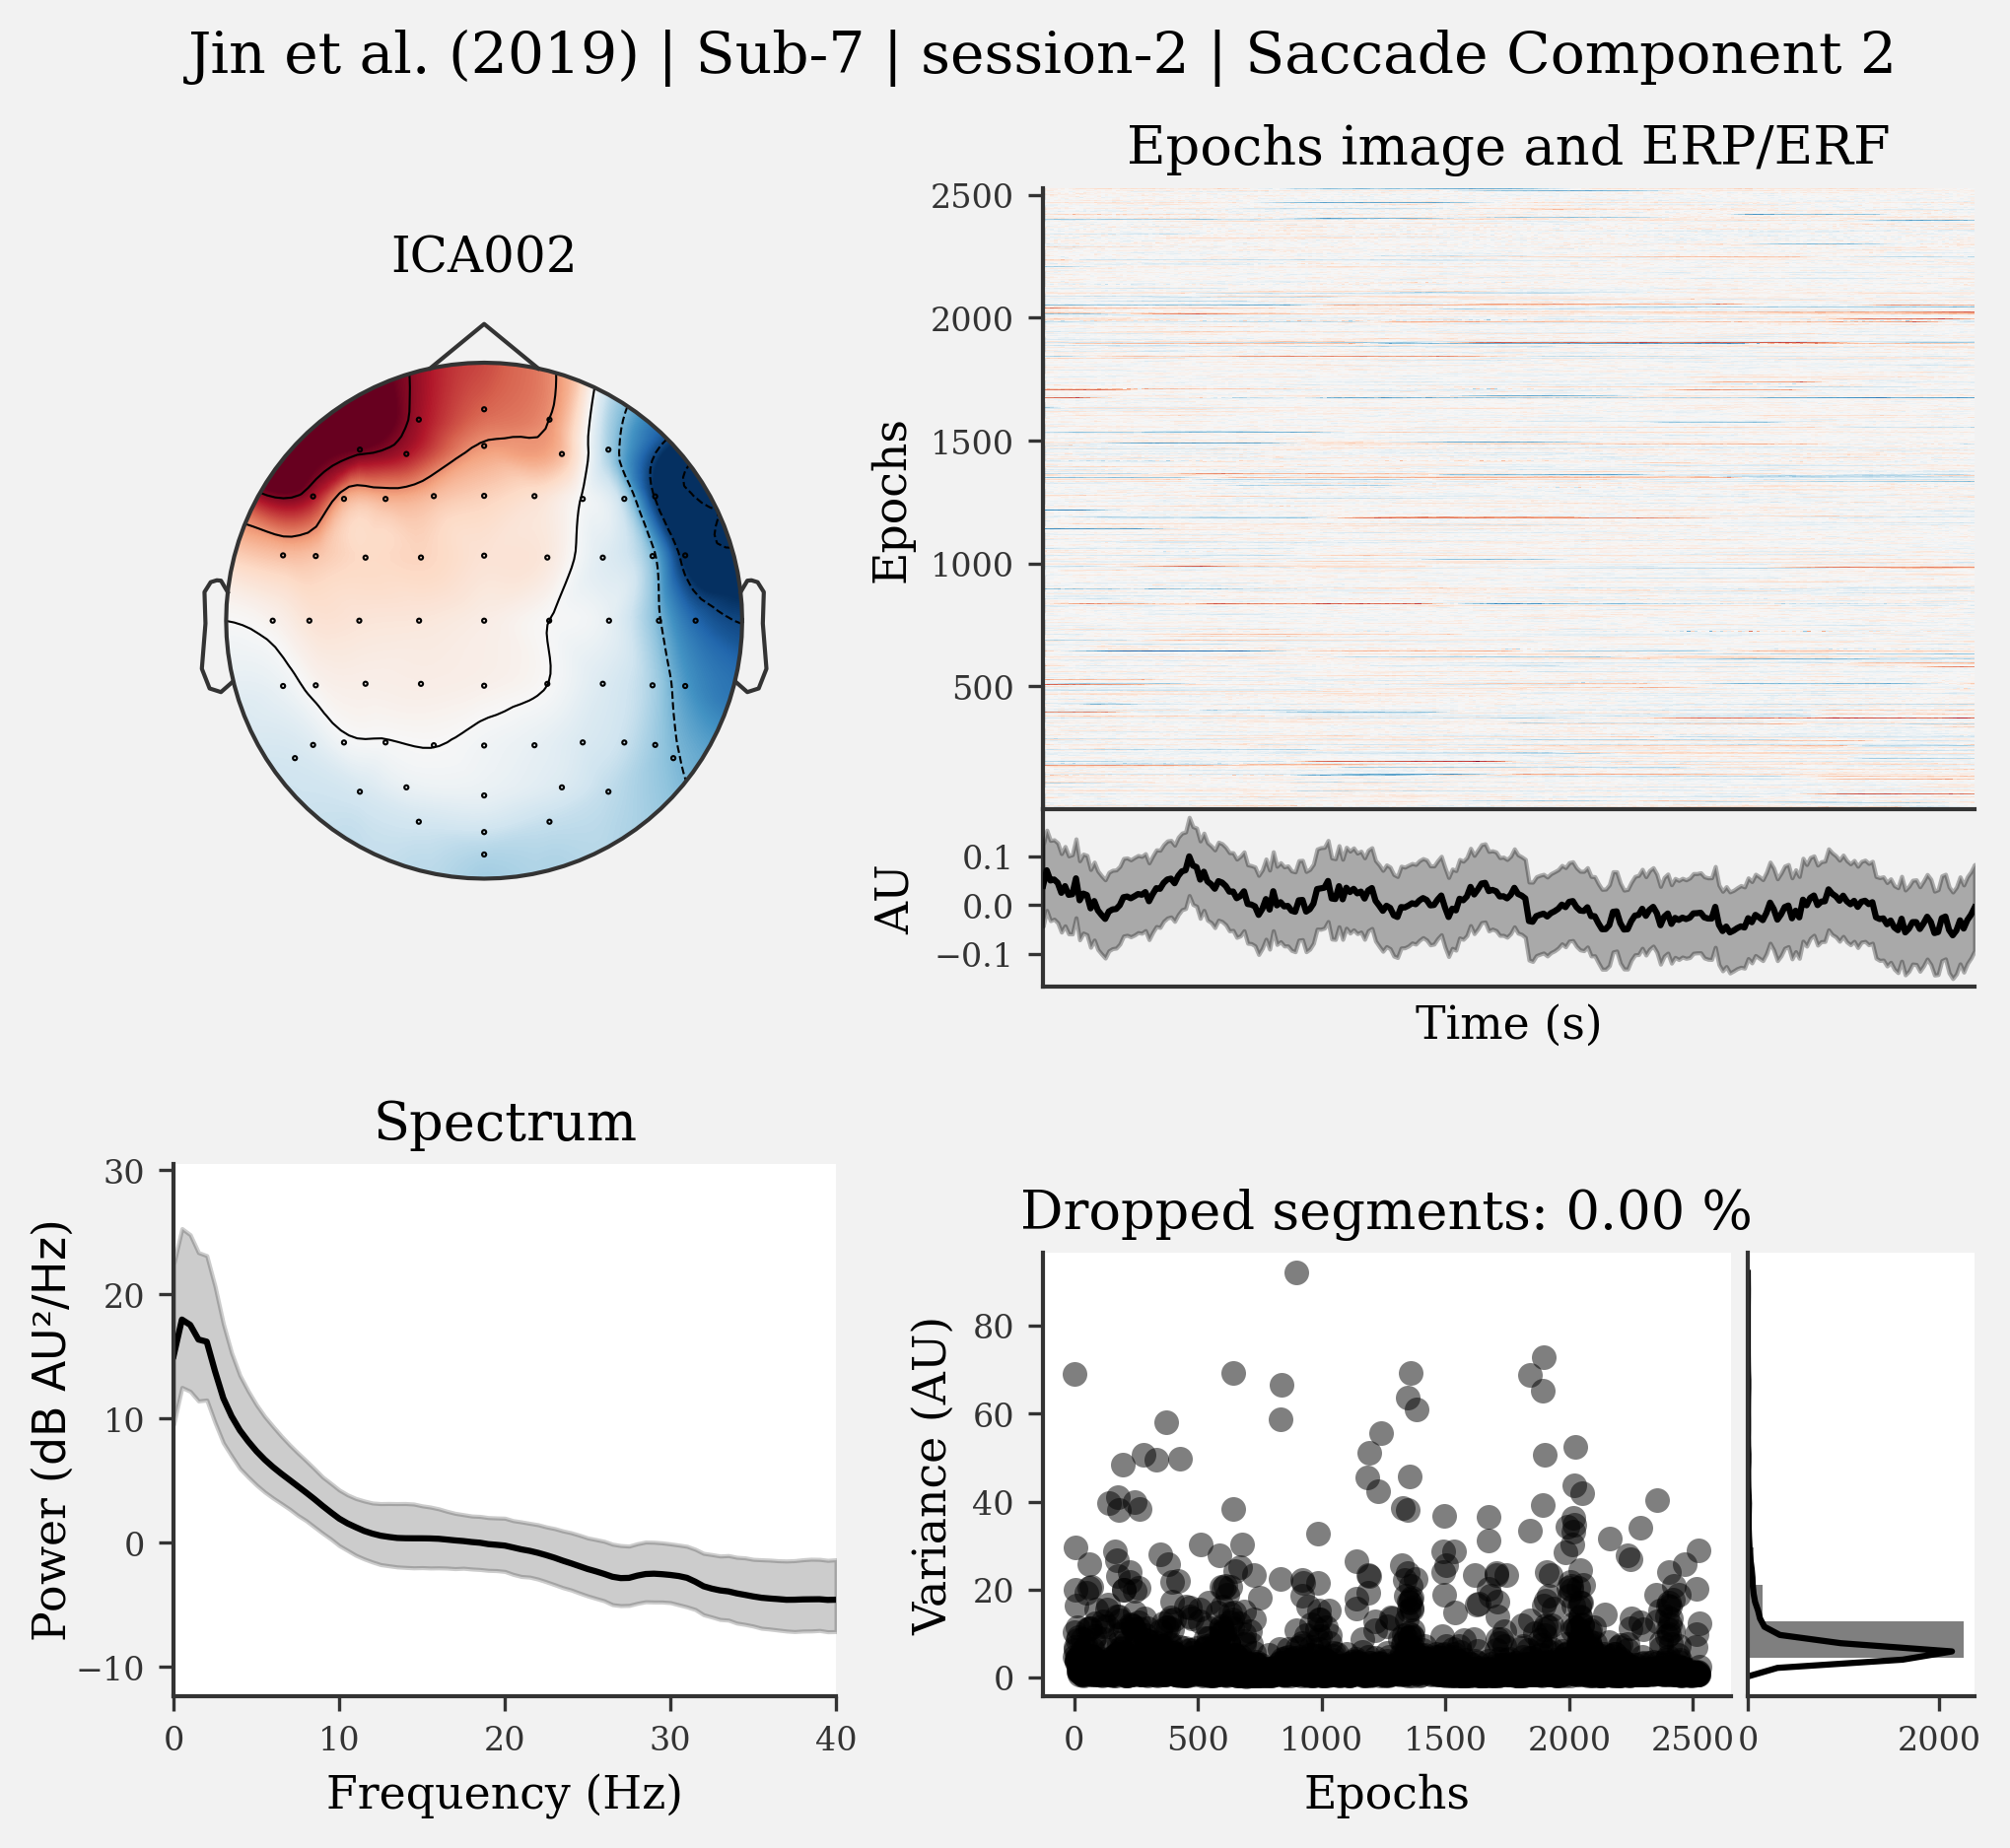 Jin et al. (2019) | Sub-7 | session-2 | Saccade Component 2
ICA002
Epochs image and ERP/ERF
2500
2000
1500
1000
500
Epochs
0.1
0.0
−0.1
AU
Time (s)
Spectrum
30
20
10
0
−10
Power (dB AU²/Hz)
0 10 20 30 40
Frequency (Hz)
Dropped segments: 0.00 %
80
60
40
20
0
Variance (AU)
0 500 1000 1500 2000 2500
Epochs
0 2000